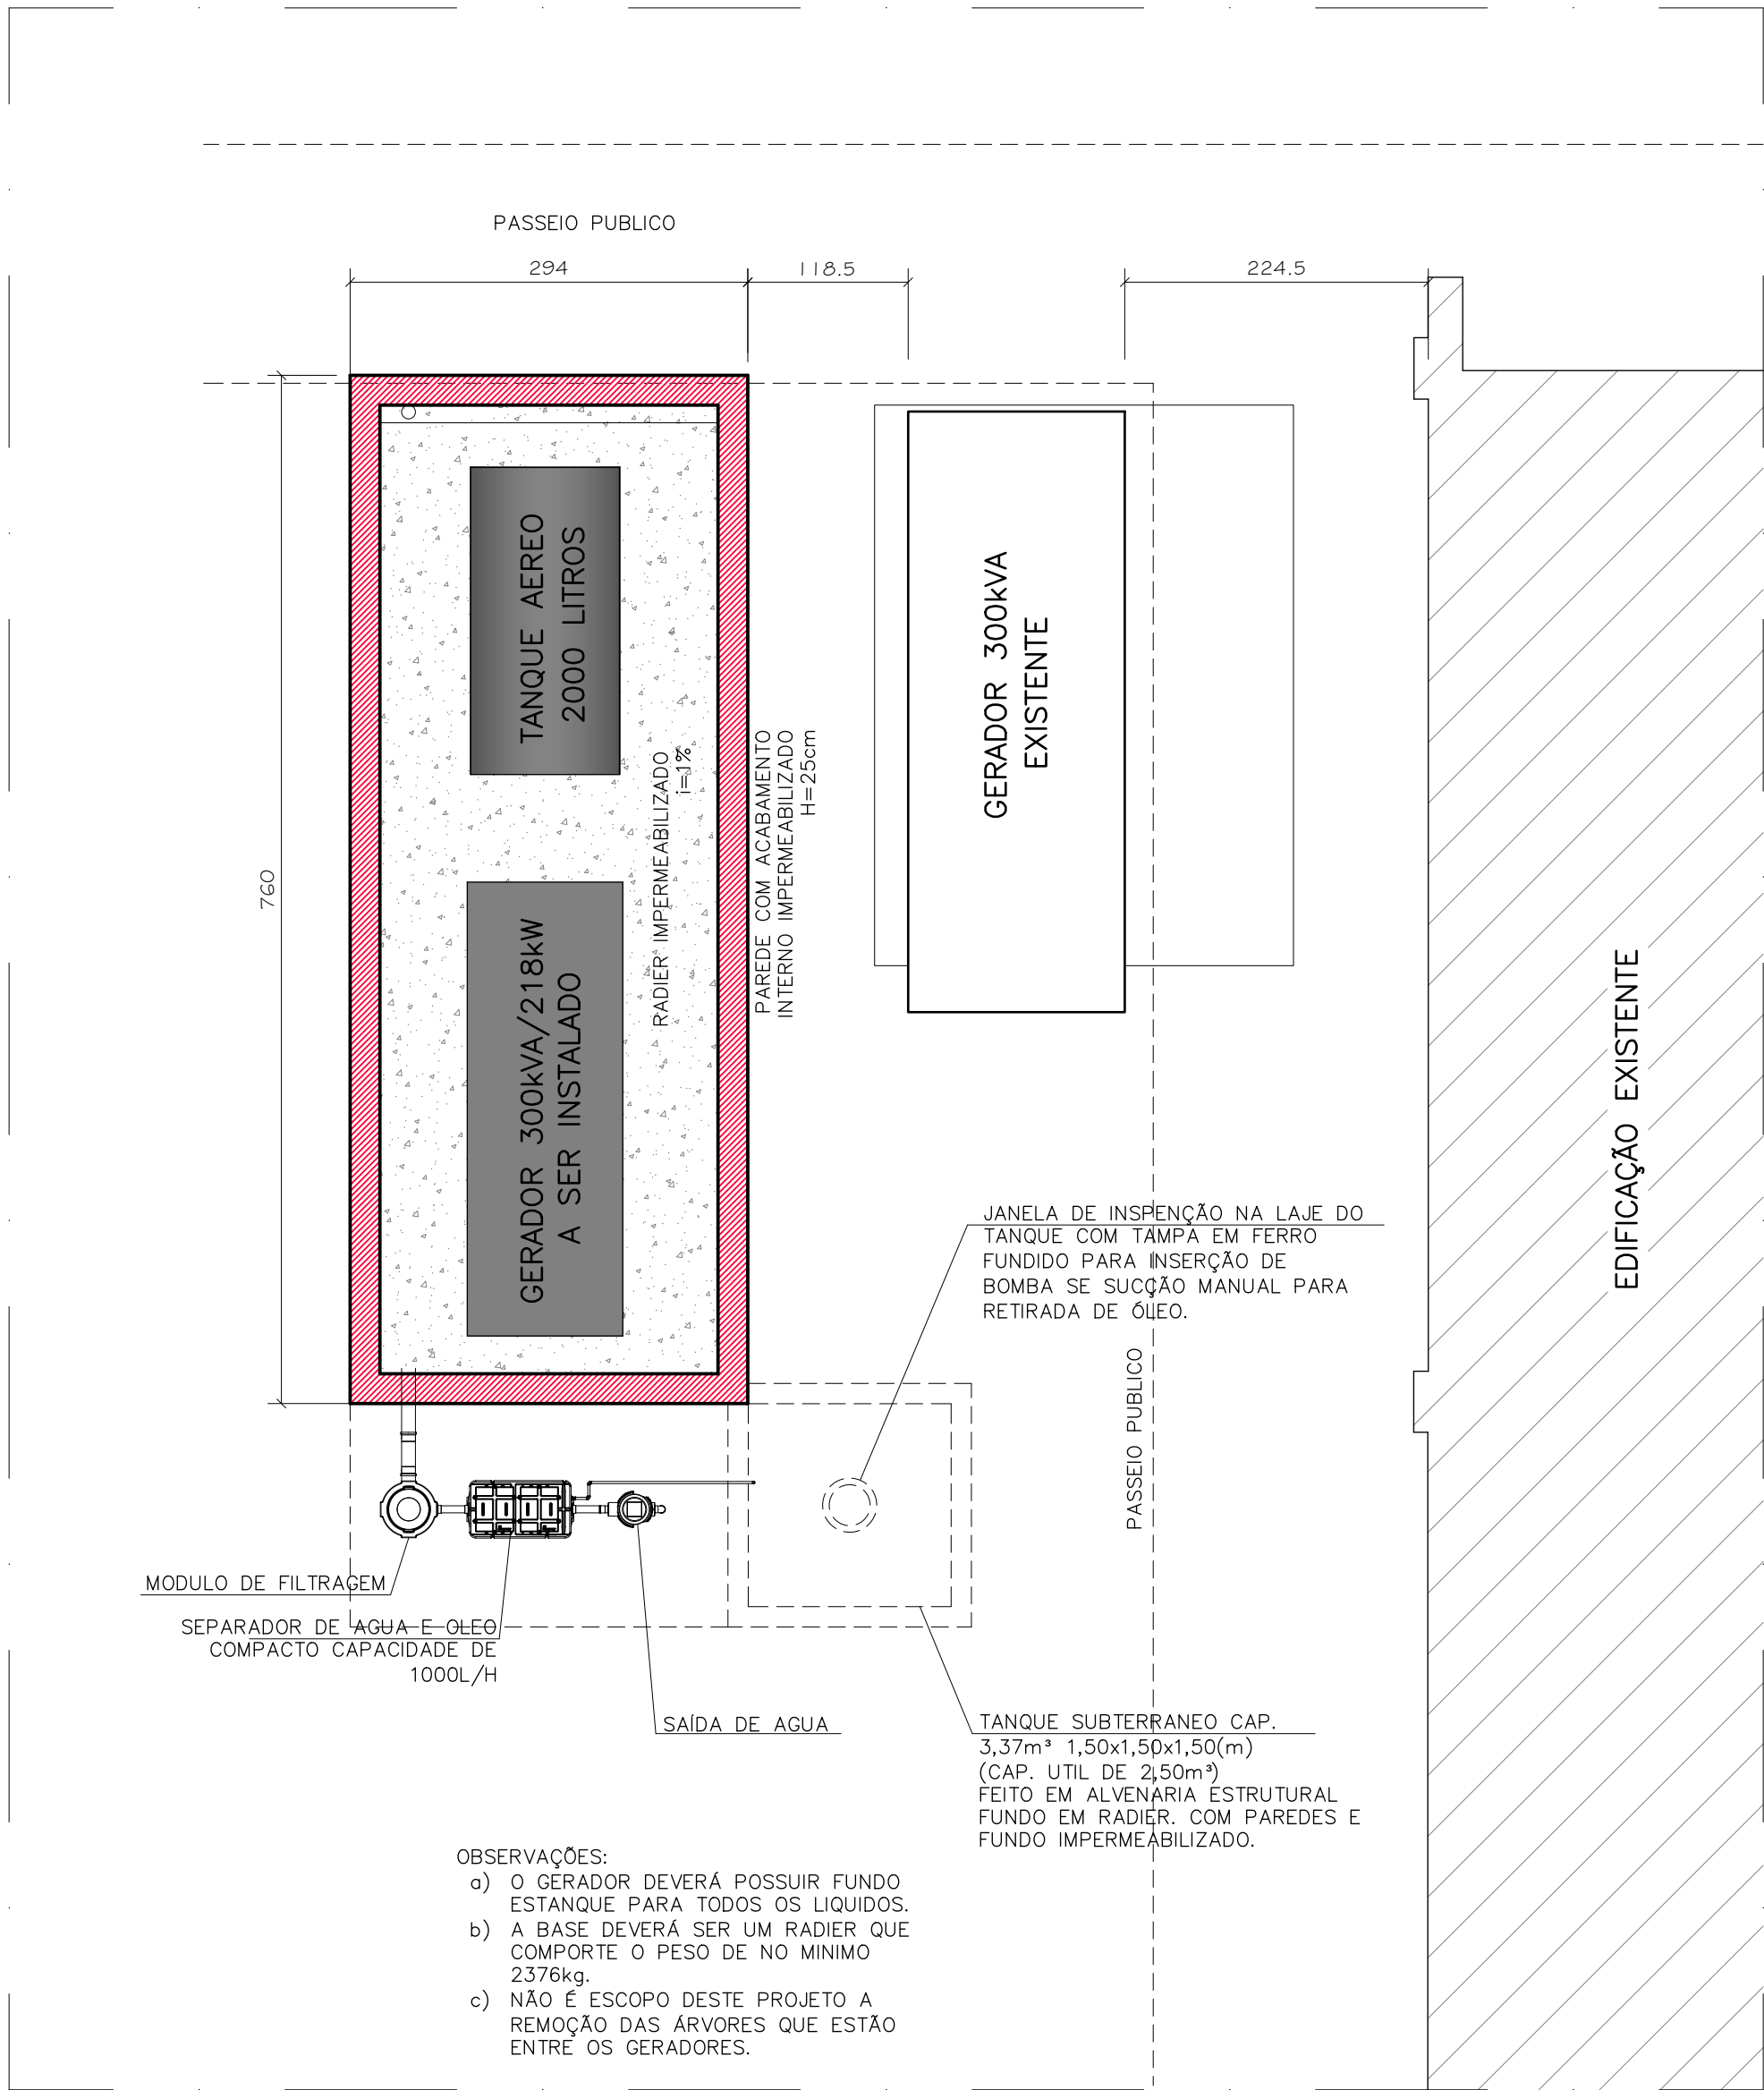 PASSEIO PUBLICO
294
118.5
224.5
760
TANQUE AEREO
2000 LITROS
RADIER IMPERMEABILIZADO
i=1%
PAREDE COM ACABAMENTO
INTERNO IMPERMEABILIZADO
H=25cm
GERADOR 300kVA
EXISTENTE
GERADOR 300kVA/218kW
A SER INSTALADO
EDIFICAÇÃO EXISTENTE
JANELA DE INSPENÇÃO NA LAJE DO
TANQUE COM TAMPA EM FERRO
FUNDIDO PARA INSERÇÃO DE
BOMBA SE SUCÇÃO MANUAL PARA
RETIRADA DE ÓLEO.
PASSEIO PUBLICO
MODULO DE FILTRAGEM
SEPARADOR DE AGUA E OLEO
COMPACTO CAPACIDADE DE
1000L/H
SAÍDA DE AGUA
TANQUE SUBTERRANEO CAP.
3,37m³ 1,50x1,50x1,50(m)
(CAP. UTIL DE 2,50m³)
FEITO EM ALVENARIA ESTRUTURAL
FUNDO EM RADIER. COM PAREDES E
FUNDO IMPERMEABILIZADO.
OBSERVAÇÕES:
a) O GERADOR DEVERÁ POSSUIR FUNDO
ESTANQUE PARA TODOS OS LIQUIDOS.
b) A BASE DEVERÁ SER UM RADIER QUE
COMPORTE O PESO DE NO MINIMO
2376kg.
c) NÃO É ESCOPO DESTE PROJETO A
REMOÇÃO DAS ÁRVORES QUE ESTÃO
ENTRE OS GERADORES.